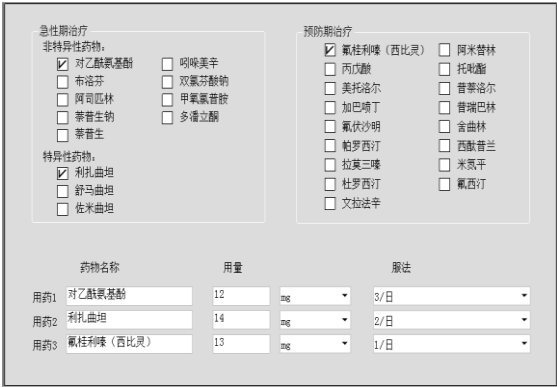 急性期治疗
非特异性药物:
对乙酰氨基酚
吲哚美辛
布洛芬
双氯芬酸钠
阿司匹林
甲氧氯普胺
萘普生钠
多潘立酮
萘普生
特异性药物:
利扎曲坦
舒马曲坦
佐米曲坦
预防期治疗
氟桂利嗪（西比灵）
阿米替林
丙戊酸
托吡酯
美托洛尔
普萘洛尔
加巴喷丁
普瑞巴林
氟伏沙明
舍曲林
帕罗西汀
西酞普兰
拉莫三嗪
米氮平
杜罗西汀
氟西汀
文拉法辛
药物名称 用量 服法
用药1 对乙酰氨基酚 12 mg 3/日
用药2 利扎曲坦 14 mg 2/日
用药3 氟桂利嗪（西比灵） 13 mg 1/日